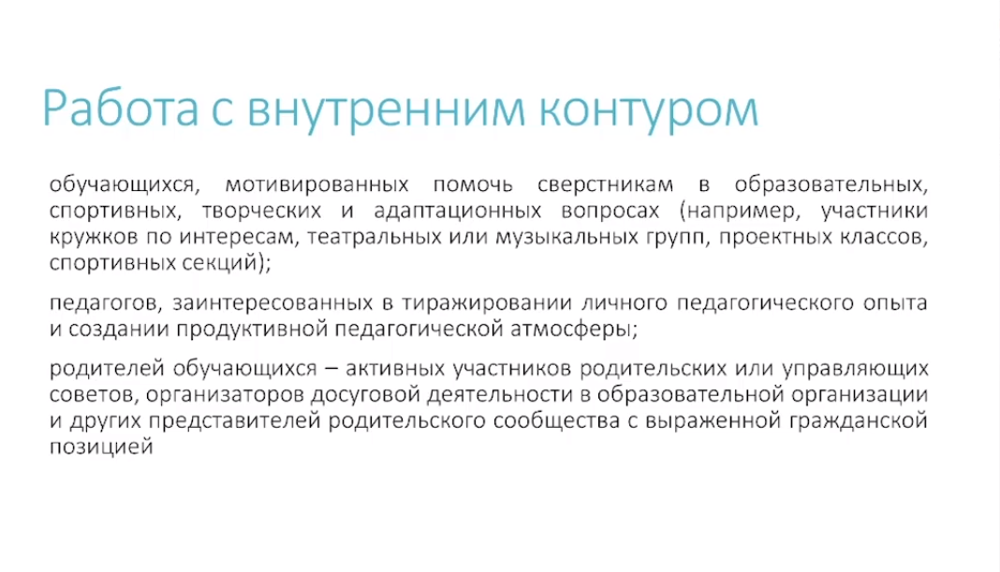 Работа с внутренним контуром
обучающихся, мотивированных помочь сверстникам в образовательных,
спортивных, творческих и адаптационных вопросах (например, участники
кружков по интересам, театральных или музыкальных групп, проектных классов,
спортивных секций);
педагогов, заинтересованных в тиражировании личного педагогического опыта
и создании продуктивной педагогической атмосферы;
родителей обучающихся – активных участников родительских или управляющих
советов, организаторов досуговой деятельности в образовательной организации
и других представителей родительского сообщества с выраженной гражданской
позицией